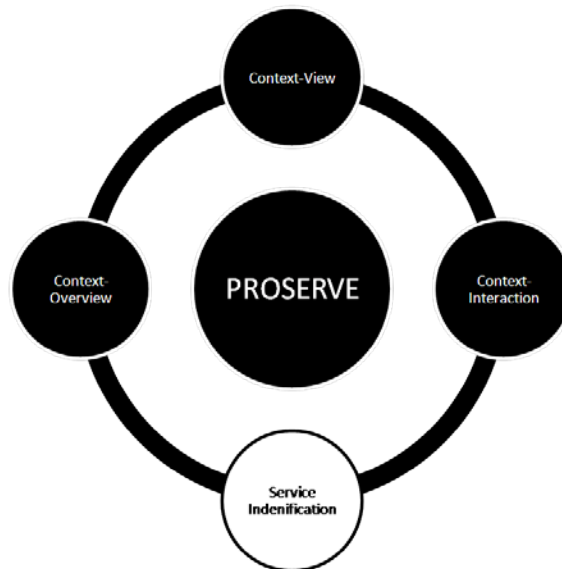 Context-View
Context-
Overview
PROSERVE
Context-
Interaction
Service
Indenification